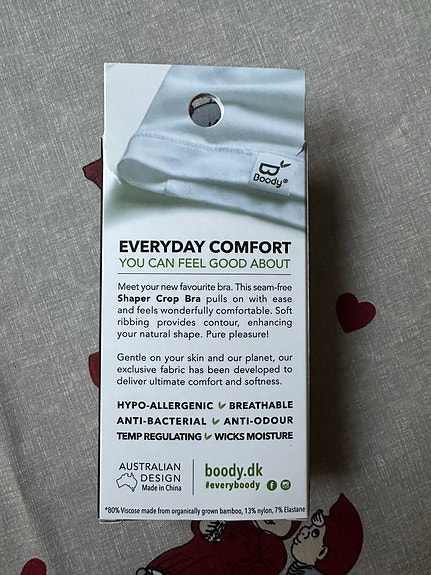 B
Boody®
EVERYDAY COMFORT
YOU CAN FEEL GOOD ABOUT
Meet your new favourite bra. This seam-free
Shaper Crop Bra pulls on with ease
and feels wonderfully comfortable. Soft
ribbing provides contour, enhancing
your natural shape. Pure pleasure!
Gentle on your skin and our planet, our
exclusive fabric has been developed to
deliver ultimate comfort and softness.
HYPO-ALLERGENIC BREATHABLE
ANTI-BACTERIAL ANTI-ODOUR
TEMP REGULATING WICKS MOISTURE
AUSTRALIAN
DESIGN
Made in China
boody.dk
#everyboody
*80% Viscose made from organically grown bamboo, 13% nylon, 7% Elastane